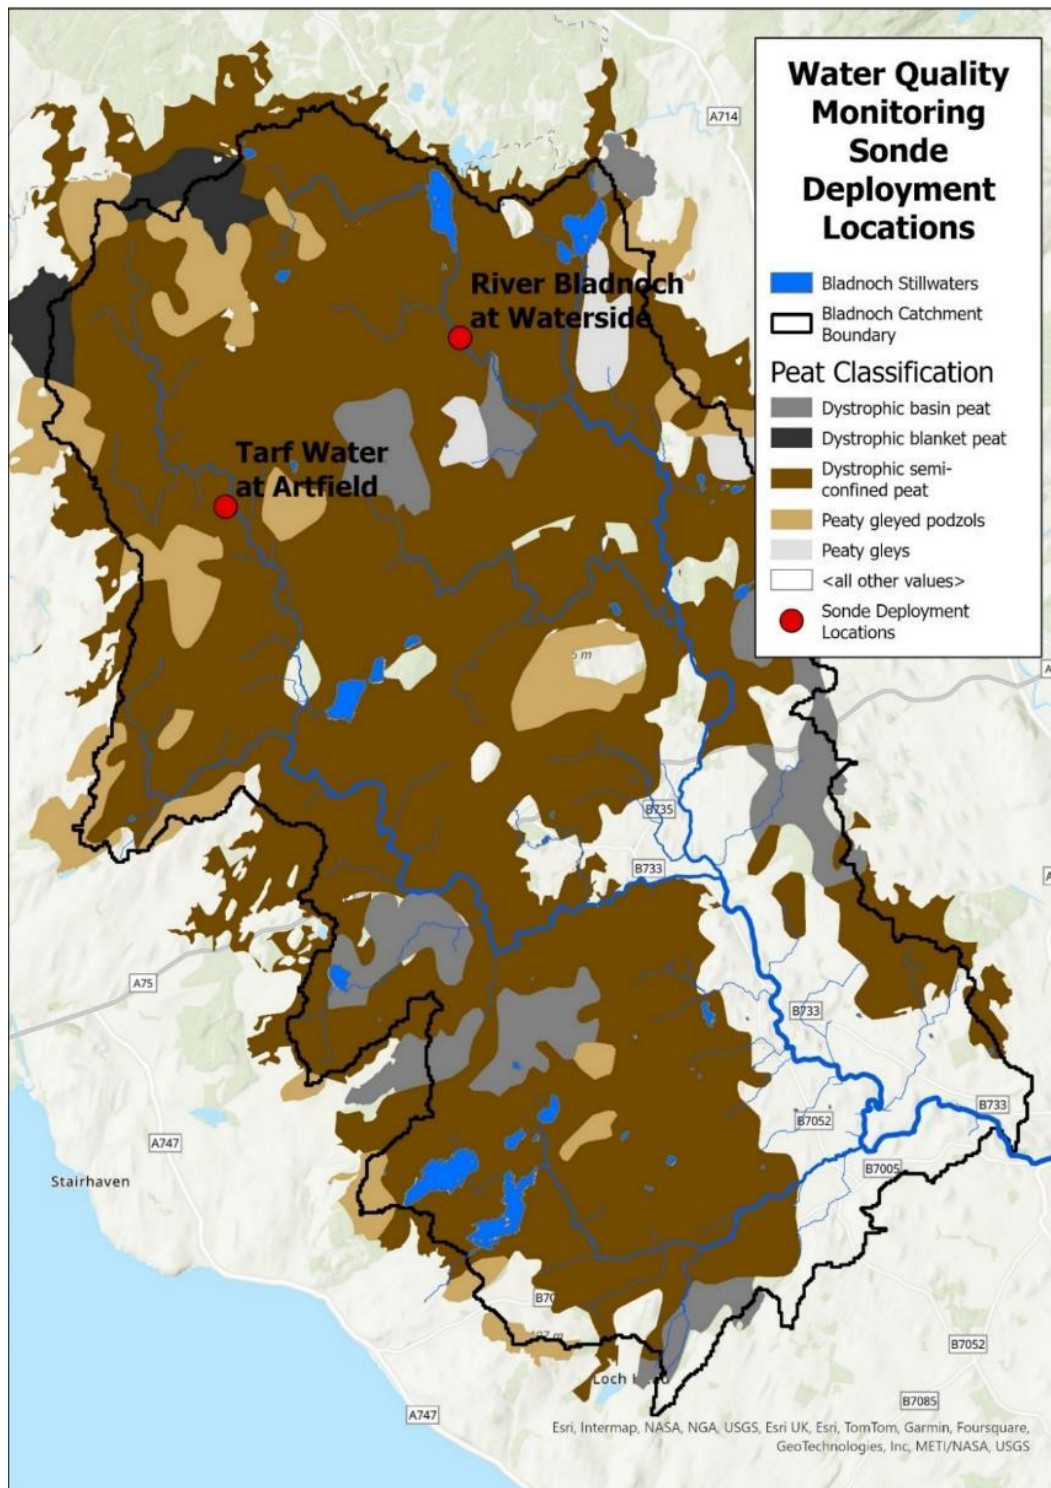 Water Quality
Monitoring
Sonde
Deployment
Locations
Bladnoch Stillwaters
Bladnoch Catchment
Boundary
Peat Classification
Dystrophic basin peat
Dystrophic blanket peat
Dystrophic semi-
confined peat
Peaty gleyed podzols
Peaty gleys
<all other values>
Sonde Deployment
Locations
A714
River Bladnoch
at Waterside
Tarf Water
at Artfield
B735
B733
A75
B733
B733
B7052
A747
B7005
Stairhaven
B7052
B7085
A747
Esri, Intermap, NASA, NGA, USGS, Esri UK, Esri, TomTom, Garmin, Foursquare,
GeoTechnologies, Inc, METI/NASA, USGS